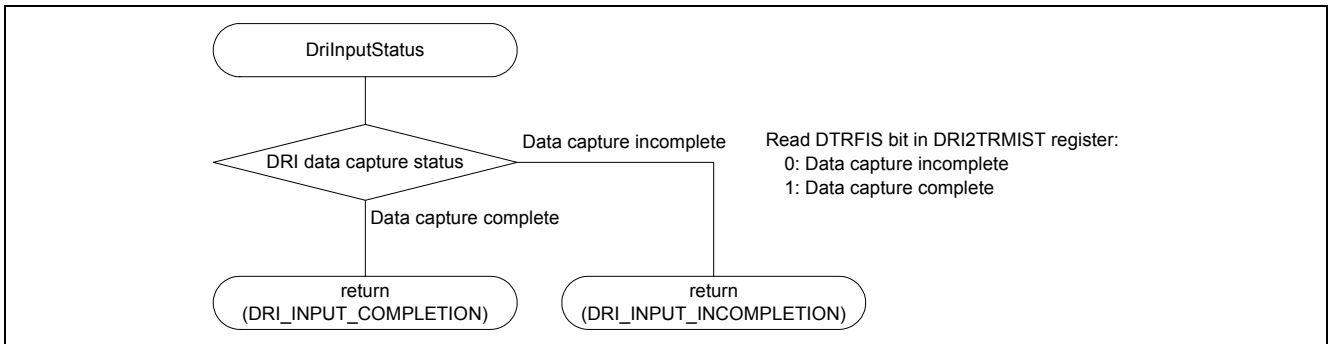 DriInputStatus
DRI data capture status
Data capture incomplete
Read DTRFIS bit in DRI2TRMIST register:
0: Data capture incomplete
1: Data capture complete
Data capture complete
return
(DRI_INPUT_COMPLETION)
return
(DRI_INPUT_INCOMPLETION)